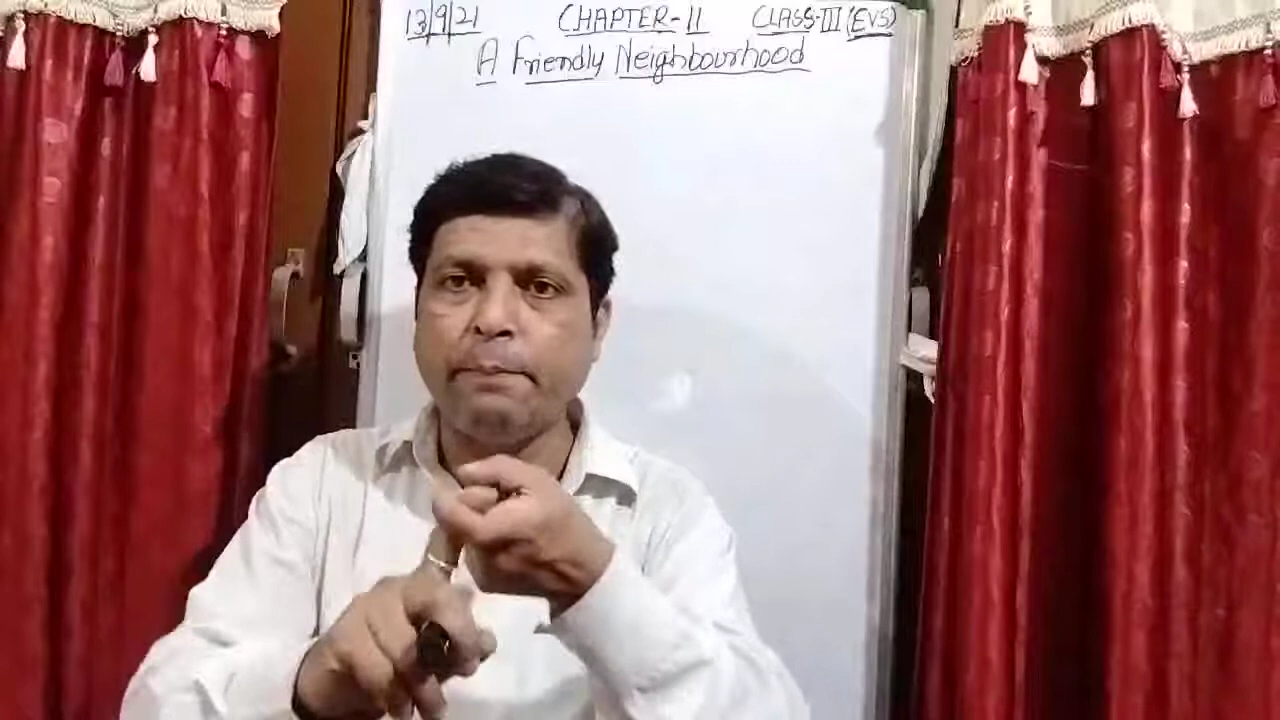 13/9/21 CHAPTER-11 CLASS-III (EVS)
A Friendly Neighbourhood